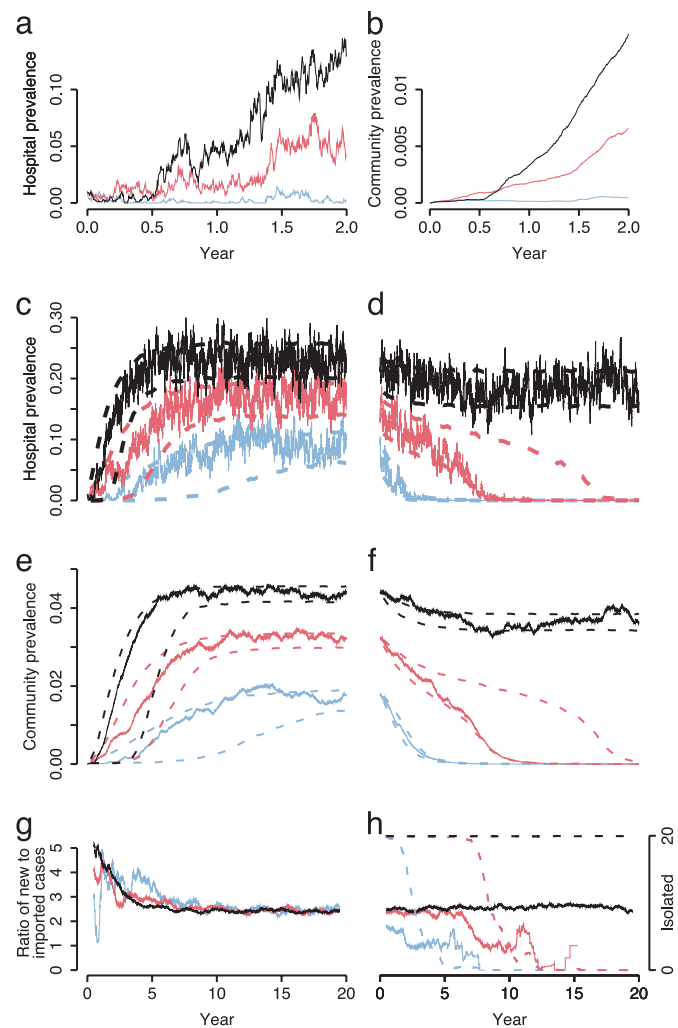 a
b
Hospital prevalence
0.00 0.05 0.10
0.0 0.5 1.0 1.5 2.0
Year
Community prevalence
0.00 0.005 0.01
0.0 0.5 1.0 1.5 2.0
Year
c
d
Hospital prevalence
0.00 0.10 0.20 0.30
e
f
Community prevalence
0.00 0.02 0.04
g
h
Ratio of new to
imported cases
0 1 2 3 4 5
0 5 10 15 20
Year
0 5 10 15 20
Year
Isolated
0 20